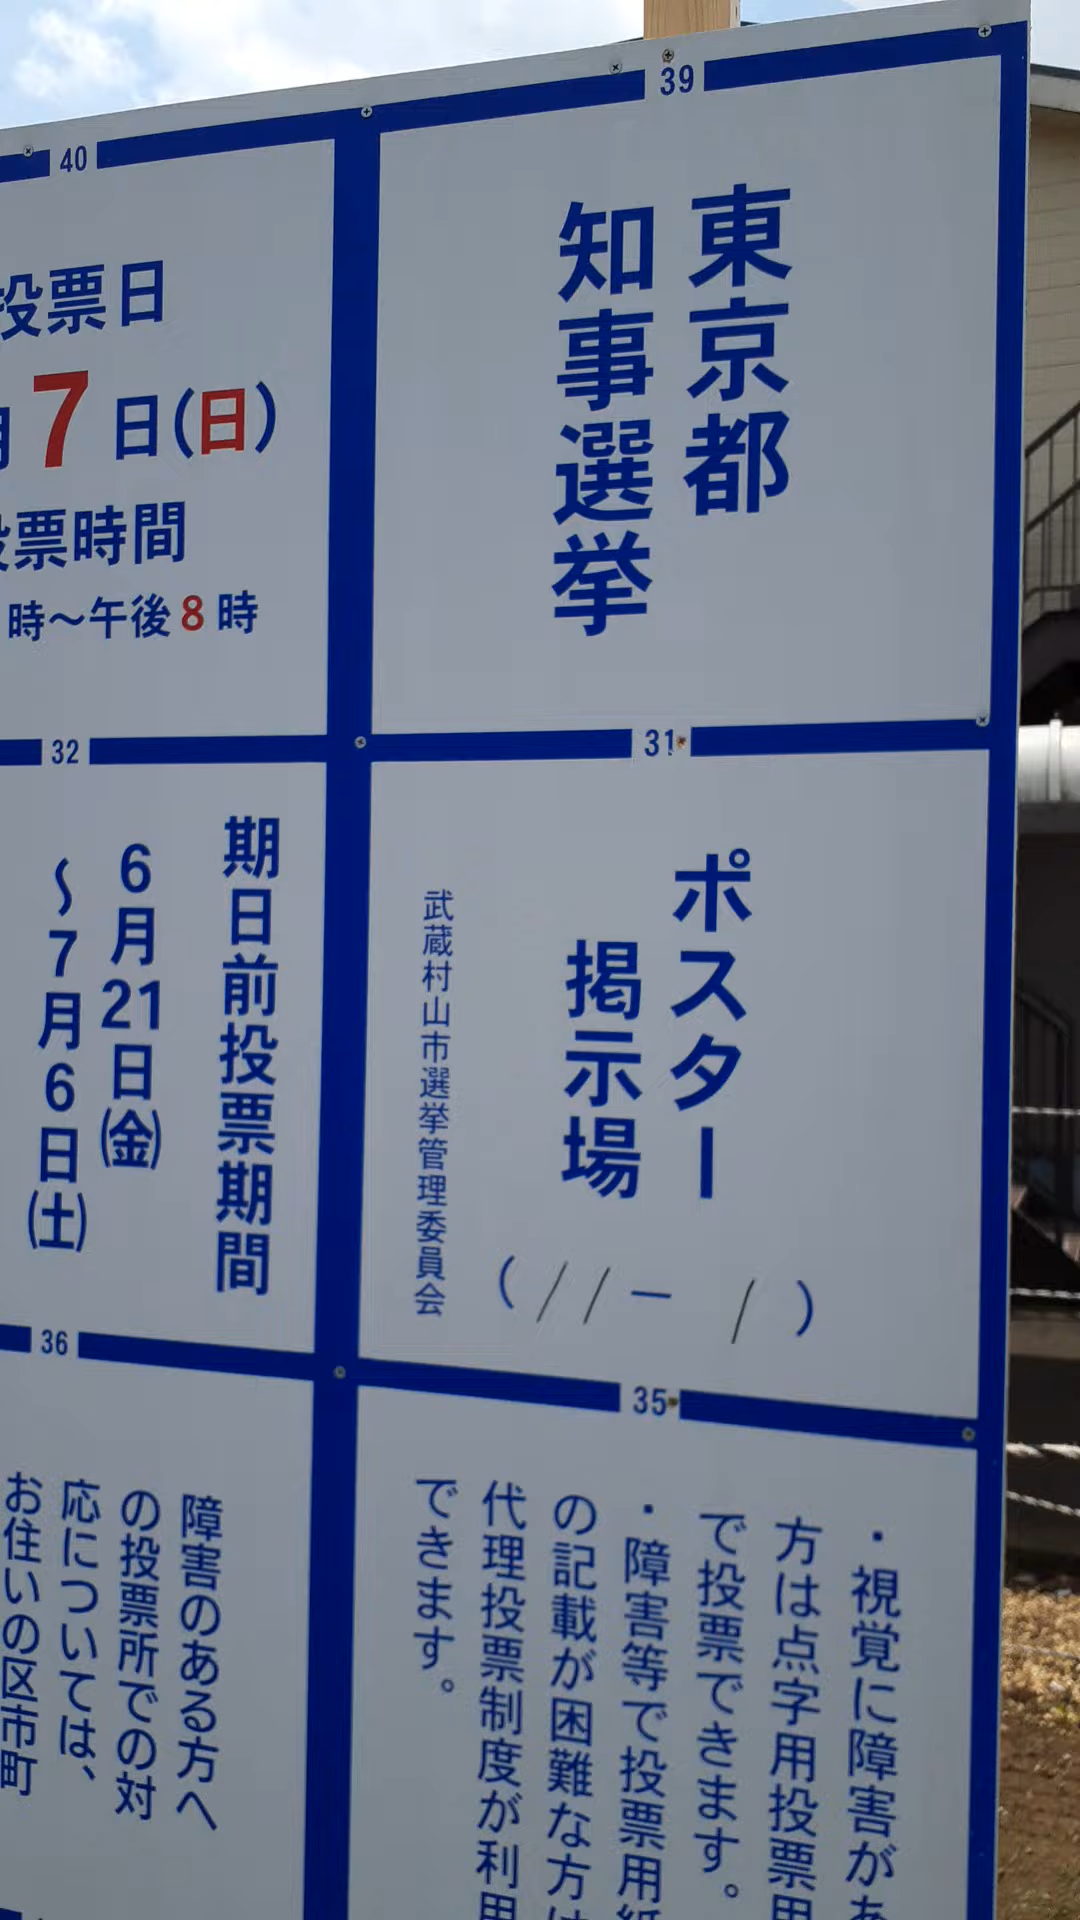 39
東京都
知事選挙
40
投票日
7日(日)
投票時間
時〜午後8時
31
ポスター
掲示場
(11-1)
武蔵村山市選挙管理委員会
32
期日前投票期間
6月21日(金)
〜7月6日(土)
35
・視覚に障害があ
方は点字用投票用
で投票できます。
・障害等で投票用紙
の記載が困難な方は
代理投票制度が利用
できます。
36
障害のある方へ
の投票所での対
応については、
お住いの区市町